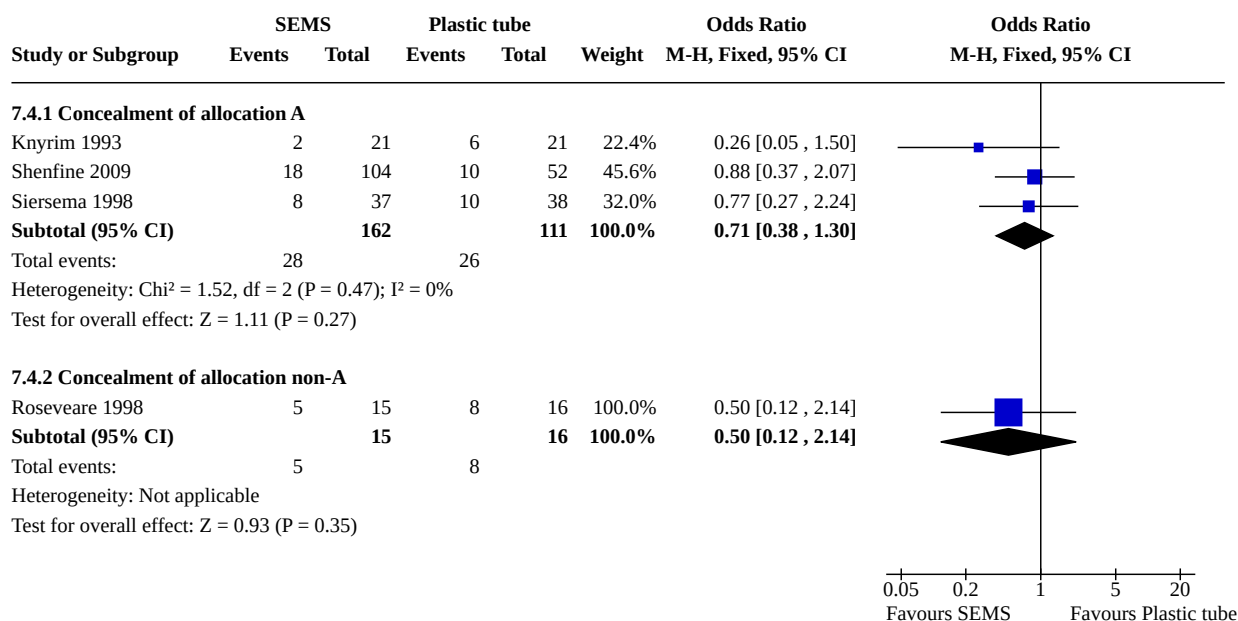 SEMS Plastic tube Odds Ratio Odds Ratio
Study or Subgroup Events Total Events Total Weight M-H, Fixed, 95% CI M-H, Fixed, 95% CI
7.4.1 Concealment of allocation A
Knyrim 1993 2 21 6 21 22.4% 0.26 [0.05 , 1.50]
Shenfine 2009 18 104 10 52 45.6% 0.88 [0.37 , 2.07]
Siersema 1998 8 37 10 38 32.0% 0.77 [0.27 , 2.24]
Subtotal (95% CI) 162 111 100.0% 0.71 [0.38 , 1.30]
Total events: 28 26
Heterogeneity: Chi² = 1.52, df = 2 (P = 0.47); I² = 0%
Test for overall effect: Z = 1.11 (P = 0.27)
7.4.2 Concealment of allocation non-A
Roseveare 1998 5 15 8 16 100.0% 0.50 [0.12 , 2.14]
Subtotal (95% CI) 15 16 100.0% 0.50 [0.12 , 2.14]
Total events: 5 8
Heterogeneity: Not applicable
Test for overall effect: Z = 0.93 (P = 0.35)
0.05 0.2 1 5 20
Favours SEMS Favours Plastic tube